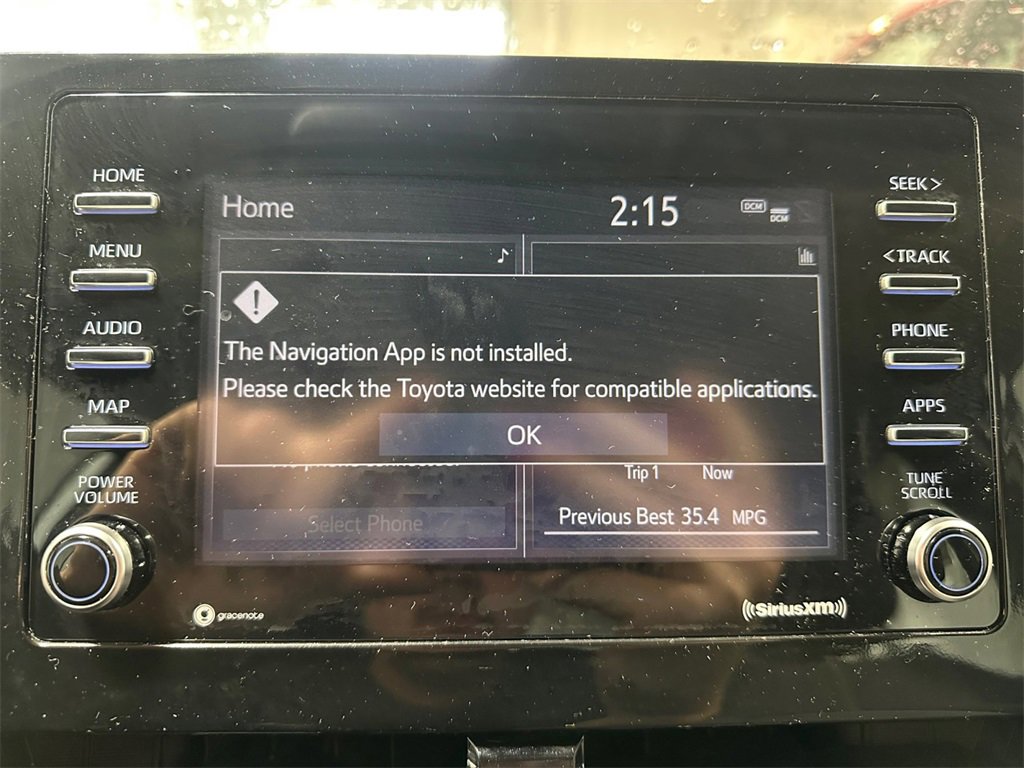 HOME
MENU
AUDIO
MAP
POWER
VOLUME
Home
2:15
DCM
DCM
The Navigation App is not installed.
Please check the Toyota website for compatible applications.
OK
Trip 1 Now
Select Phone
Previous Best 35.4 MPG
gracenote
((SiriusXM))
SEEK >
< TRACK
PHONE
APPS
TUNE
SCROLL